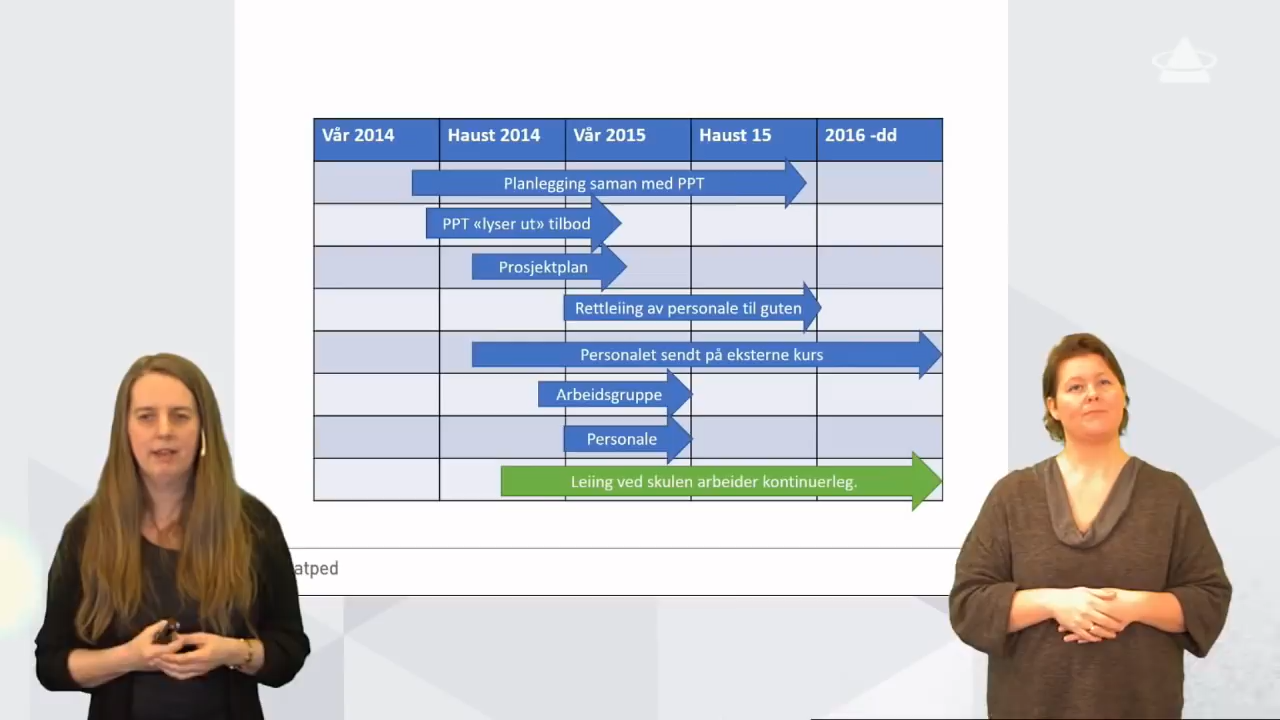 Vår 2014 Haust 2014 Vår 2015 Haust 15 2016 -dd
Planlegging saman med PPT
PPT «lyser ut» tilbod
Prosjektplan
Rettleiing av personale til guten
Personalet sendt på eksterne kurs
Arbeidsgruppe
Personale
Leiing ved skulen arbeider kontinuerleg.
atped